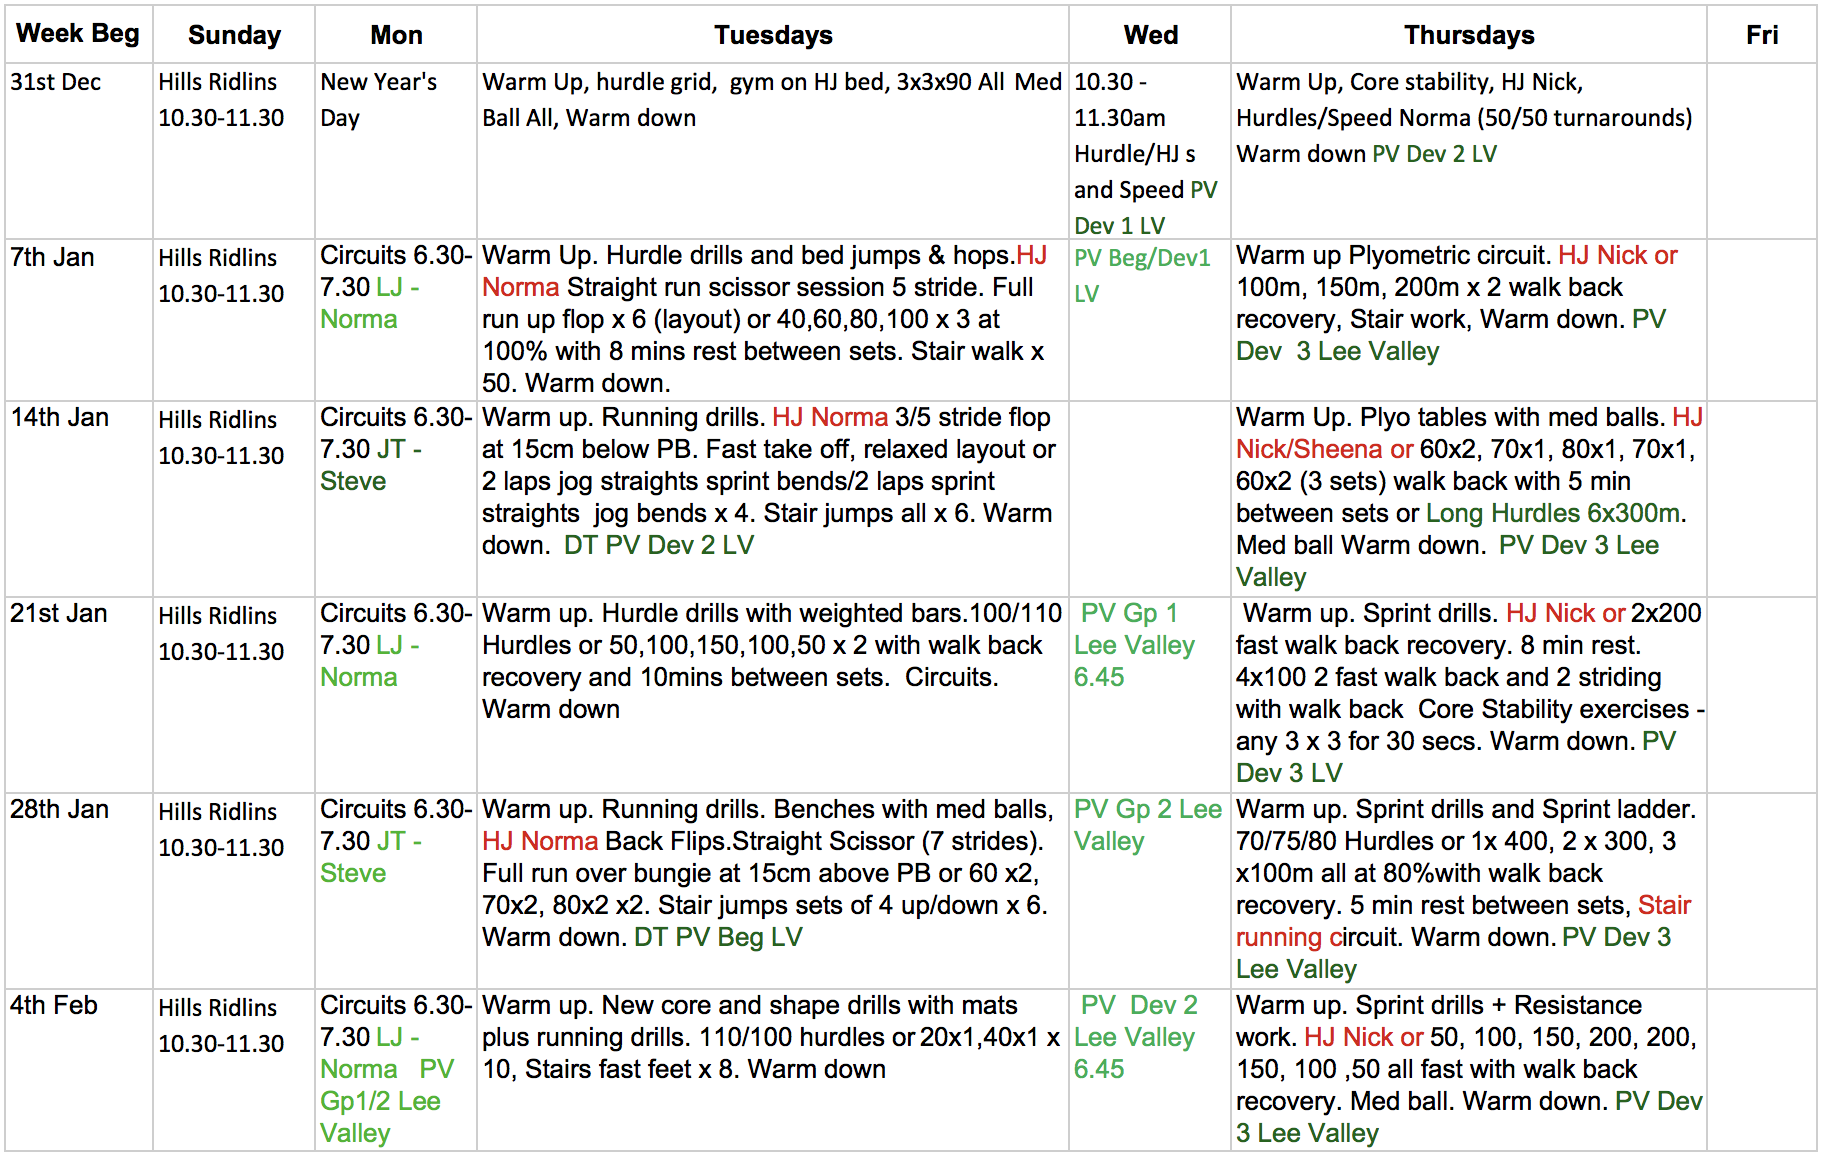 Week Beg Sunday Mon Tuesdays Wed Thursdays Fri
31st Dec
Hills Ridlins
10.30-11.30
New Year's
Day
Warm Up, hurdle grid,  gym on HJ bed, 3x3x90 All Med
Ball All, Warm down
10.30 -
11.30am
Hurdle/HJ s
and Speed PV
Dev 1 LV
Warm Up, Core stability, HJ Nick,
Hurdles/Speed Norma (50/50 turnarounds)
Warm down PV Dev 2 LV
7th Jan
Hills Ridlins
10.30-11.30
Circuits 6.30-
7.30 LJ -
Norma
Warm Up. Hurdle drills and bed jumps & hops.HJ
Norma Straight run scissor session 5 stride. Full
run up flop x 6 (layout) or 40,60,80,100 x 3 at
100% with 8 mins rest between sets. Stair walk x
50. Warm down.
PV Beg/Dev1
LV
Warm up Plyometric circuit. HJ Nick or
100m, 150m, 200m x 2 walk back
recovery, Stair work, Warm down. PV
Dev  3 Lee Valley
14th Jan
Hills Ridlins
10.30-11.30
Circuits 6.30-
7.30 JT -
Steve
Warm up. Running drills. HJ Norma 3/5 stride flop
at 15cm below PB. Fast take off, relaxed layout or
2 laps jog straights sprint bends/2 laps sprint
straights  jog bends x 4. Stair jumps all x 6. Warm
down.  DT PV Dev 2 LV
Warm Up. Plyo tables with med balls. HJ
Nick/Sheena or 60x2, 70x1, 80x1, 70x1,
60x2 (3 sets) walk back with 5 min
between sets or Long Hurdles 6x300m.
Med ball Warm down.  PV Dev 3 Lee
Valley
21st Jan
Hills Ridlins
10.30-11.30
Circuits 6.30-
7.30 LJ -
Norma
Warm up. Hurdle drills with weighted bars.100/110
Hurdles or 50,100,150,100,50 x 2 with walk back
recovery and 10mins between sets.  Circuits.
Warm down
PV Gp 1
Lee Valley
6.45
Warm up. Sprint drills. HJ Nick or 2x200
fast walk back recovery. 8 min rest.
4x100 2 fast walk back and 2 striding
with walk back  Core Stability exercises -
any 3 x 3 for 30 secs. Warm down. PV
Dev 3 LV
28th Jan
Hills Ridlins
10.30-11.30
Circuits 6.30-
7.30 JT -
Steve
Warm up. Running drills. Benches with med balls,
HJ Norma Back Flips.Straight Scissor (7 strides).
Full run over bungie at 15cm above PB or 60 x2,
70x2, 80x2 x2. Stair jumps sets of 4 up/down x 6.
Warm down. DT PV Beg LV
PV Gp 2 Lee
Valley
Warm up. Sprint drills and Sprint ladder.
70/75/80 Hurdles or 1x 400, 2 x 300, 3
x100m all at 80%with walk back
recovery. 5 min rest between sets, Stair
running circuit. Warm down. PV Dev 3
Lee Valley
4th Feb
Hills Ridlins
10.30-11.30
Circuits 6.30-
7.30 LJ -
Norma   PV
Gp1/2 Lee
Valley
Warm up. New core and shape drills with mats
plus running drills. 110/100 hurdles or 20x1,40x1 x
10, Stairs fast feet x 8. Warm down
PV  Dev 2
Lee Valley
6.45
Warm up. Sprint drills + Resistance
work. HJ Nick or 50, 100, 150, 200, 200,
150, 100 ,50 all fast with walk back
recovery. Med ball. Warm down. PV Dev
3 Lee Valley